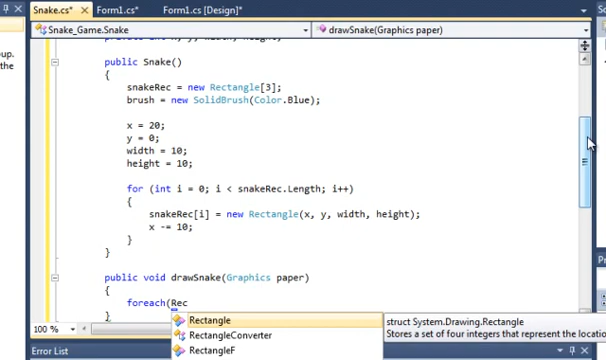 Snake.cs* Form1.cs* Form1.cs [Design]*
Snake_Game.Snake drawSnake(Graphics paper)
up.
the
public Snake()
{
snakeRec = new Rectangle[3];
brush = new SolidBrush(Color.Blue);
x = 20;
y = 0;
width = 10;
height = 10;
for (int i = 0; i < snakeRec.Length; i++)
{
snakeRec[i] = new Rectangle(x, y, width, height);
x -= 10;
}
}
public void drawSnake(Graphics paper)
{
foreach(Rec
}
Rectangle
RectangleConverter
RectangleF
struct System.Drawing.Rectangle
Stores a set of four integers that represent the locatio
100 %
Error List